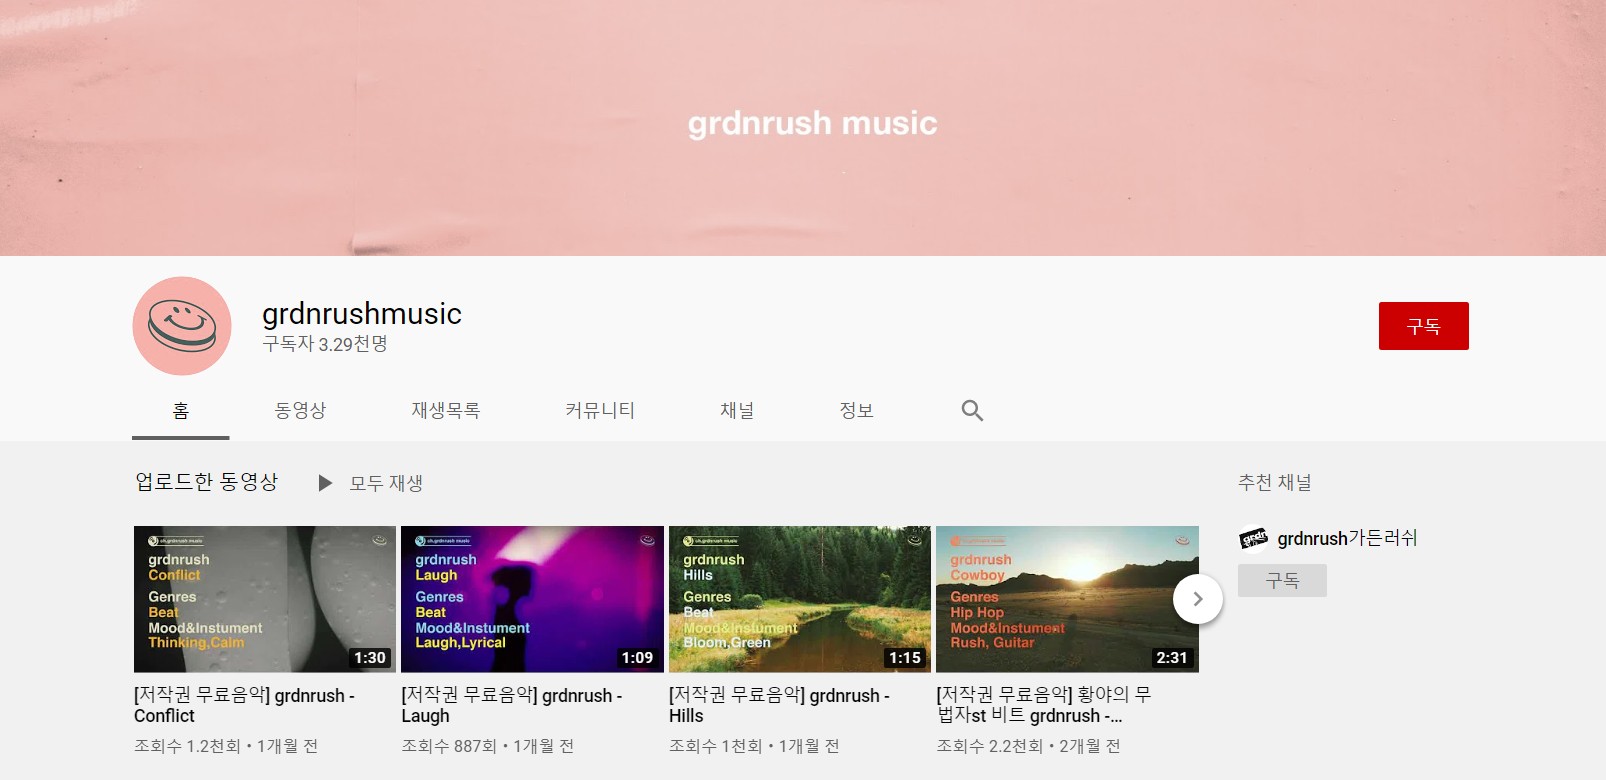 grdnrush music
grdnrushmusic
구독자 3.29천명
구독
홈
동영상
재생목록
커뮤니티
채널
정보
업로드한 동영상
모두 재생
추천 채널
ch.grdnrush music
grdnrush
Conflict
Genres
Beat
Mood&Instument
Thinking,Calm
1:30
[저작권 무료음악] grdnrush -
Conflict
조회수 1.2천회 • 1개월 전
ch.grdnrush music
grdnrush
Laugh
Genres
Beat
Mood&Instument
Laugh,Lyrical
1:09
[저작권 무료음악] grdnrush -
Laugh
조회수 887회 • 1개월 전
ch.grdnrush music
grdnrush
Hills
Genres
Beat
Mood&Instument
Bloom,Green
1:15
[저작권 무료음악] grdnrush -
Hills
조회수 1천회 • 1개월 전
grdnrush
Cowboy
Genres
Hip Hop
Mood&Instument
Rush, Guitar
2:31
[저작권 무료음악] 황야의 무
법자st 비트 grdnrush -...
조회수 2.2천회 • 2개월 전
grdnrush가든러쉬
구독